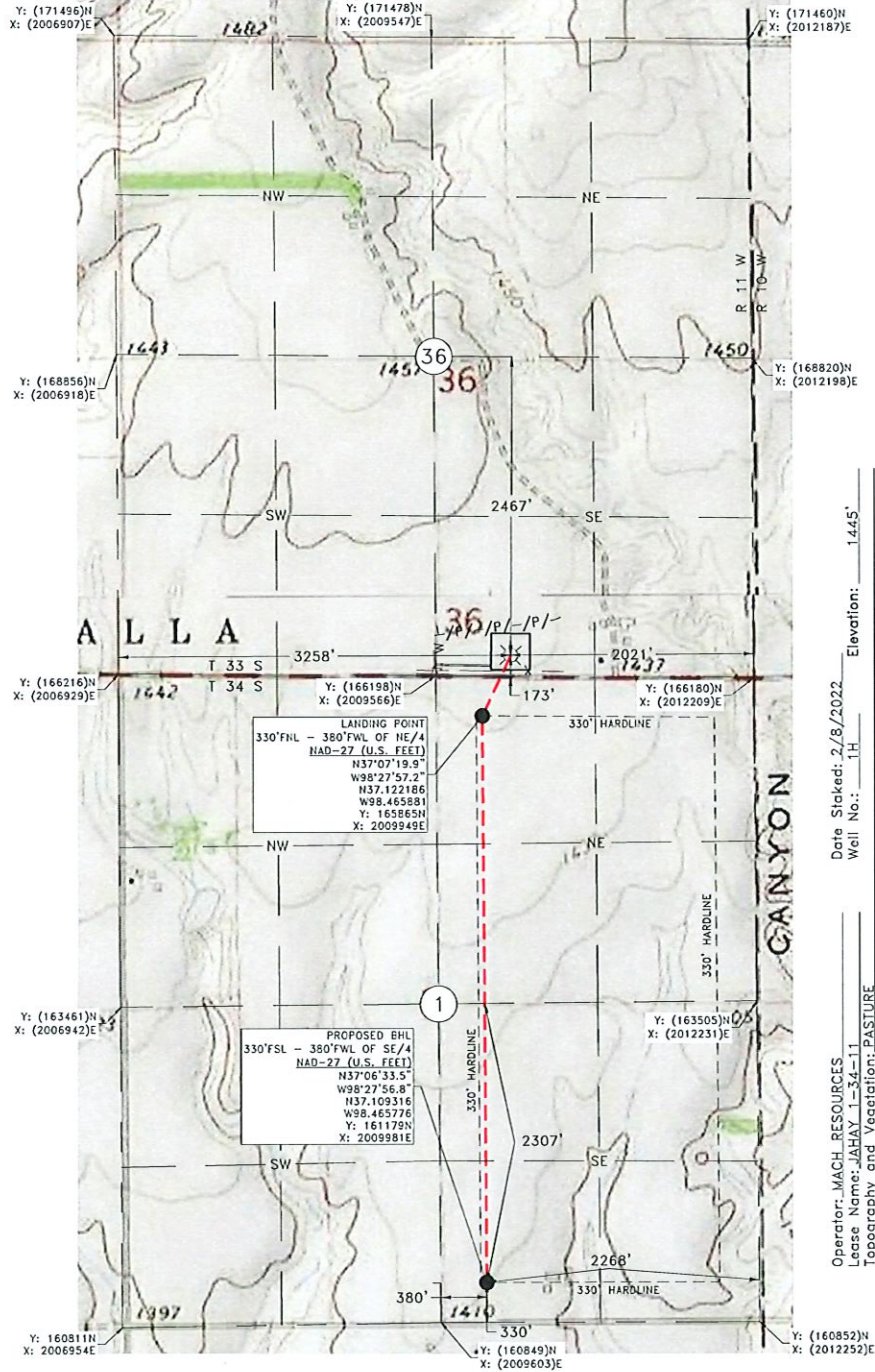 Y: (171496)N
X: (2006907)E
Y: (171478)N
X: (2009547)E
Y: (171460)N
X: (2012187)E
1482
NW
NE
1450
R 11 W
R 10 W
1443
1457
36
36
1450
Y: (168856)N
X: (2006918)E
Y: (168820)N
X: (2012198)E
2467'
SW
SE
36
-/P/-/P/-/P/-
A L L A
3258'
2021'
T 33 S
T 34 S
1437
Y: (166216)N
X: (2006929)E
1442
Y: (166198)N
X: (2009566)E
173'
Y: (166180)N
X: (2012209)E
LANDING POINT
330'FNL - 380'FWL OF NE/4
NAD-27 (U.S. FEET)
N37°07'19.9"
W98°27'57.2"
N37.122186
W98.465881
Y: 165865N
X: 2009949E
330' HARDLINE
NW
NE
330' HARDLINE
CANYON
Y: (163461)N
X: (2006942)E
1
Y: (163505)N
X: (2012231)E
PROPOSED BHL
330'FSL - 380'FWL OF SE/4
NAD-27 (U.S. FEET)
N37°06'33.5"
W98°27'56.8"
N37.109316
W98.465776
Y: 161179N
X: 2009981E
330' HARDLINE
2307'
SW
SE
2268'
330' HARDLINE
380'
1397
1410
330'
Y: 160811N
X: 2006954E
Y: (160849)N
X: (2009603)E
Y: (160852)N
X: (2012252)E
Operator: MACH RESOURCES
Date Staked: 2/8/2022
Lease Name: JAHAY 1-34-11
Well No.: 1H
Elevation: 1445'
Topography and Vegetation: PASTURE